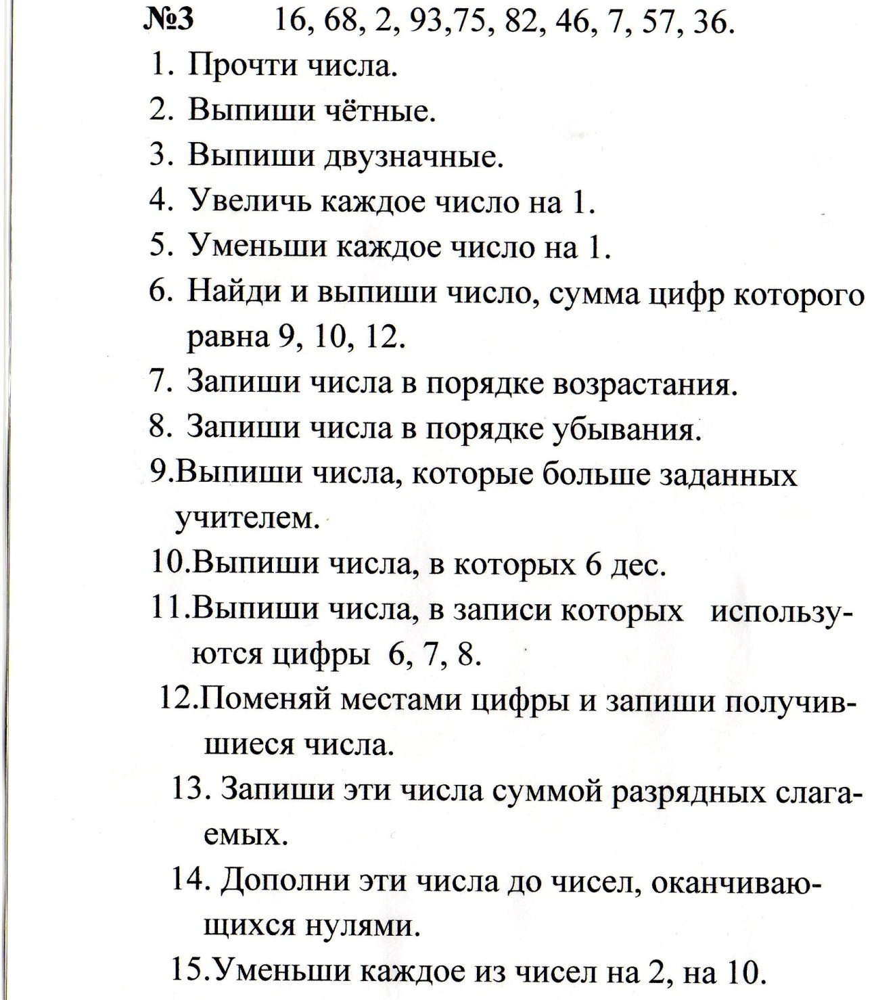 №3 16, 68, 2, 93,75, 82, 46, 7, 57, 36.
1. Прочти числа.
2. Выпиши чётные.
3. Выпиши двузначные.
4. Увеличь каждое число на 1.
5. Уменьши каждое число на 1.
6. Найди и выпиши число, сумма цифр которого
равна 9, 10, 12.
7. Запиши числа в порядке возрастания.
8. Запиши числа в порядке убывания.
9.Выпиши числа, которые больше заданных
учителем.
10.Выпиши числа, в которых 6 дес.
11.Выпиши числа, в записи которых использу-
ются цифры 6, 7, 8.
12.Поменяй местами цифры и запиши получив-
шиеся числа.
13. Запиши эти числа суммой разрядных слага-
емых.
14. Дополни эти числа до чисел, оканчиваю-
щихся нулями.
15.Уменьши каждое из чисел на 2, на 10.